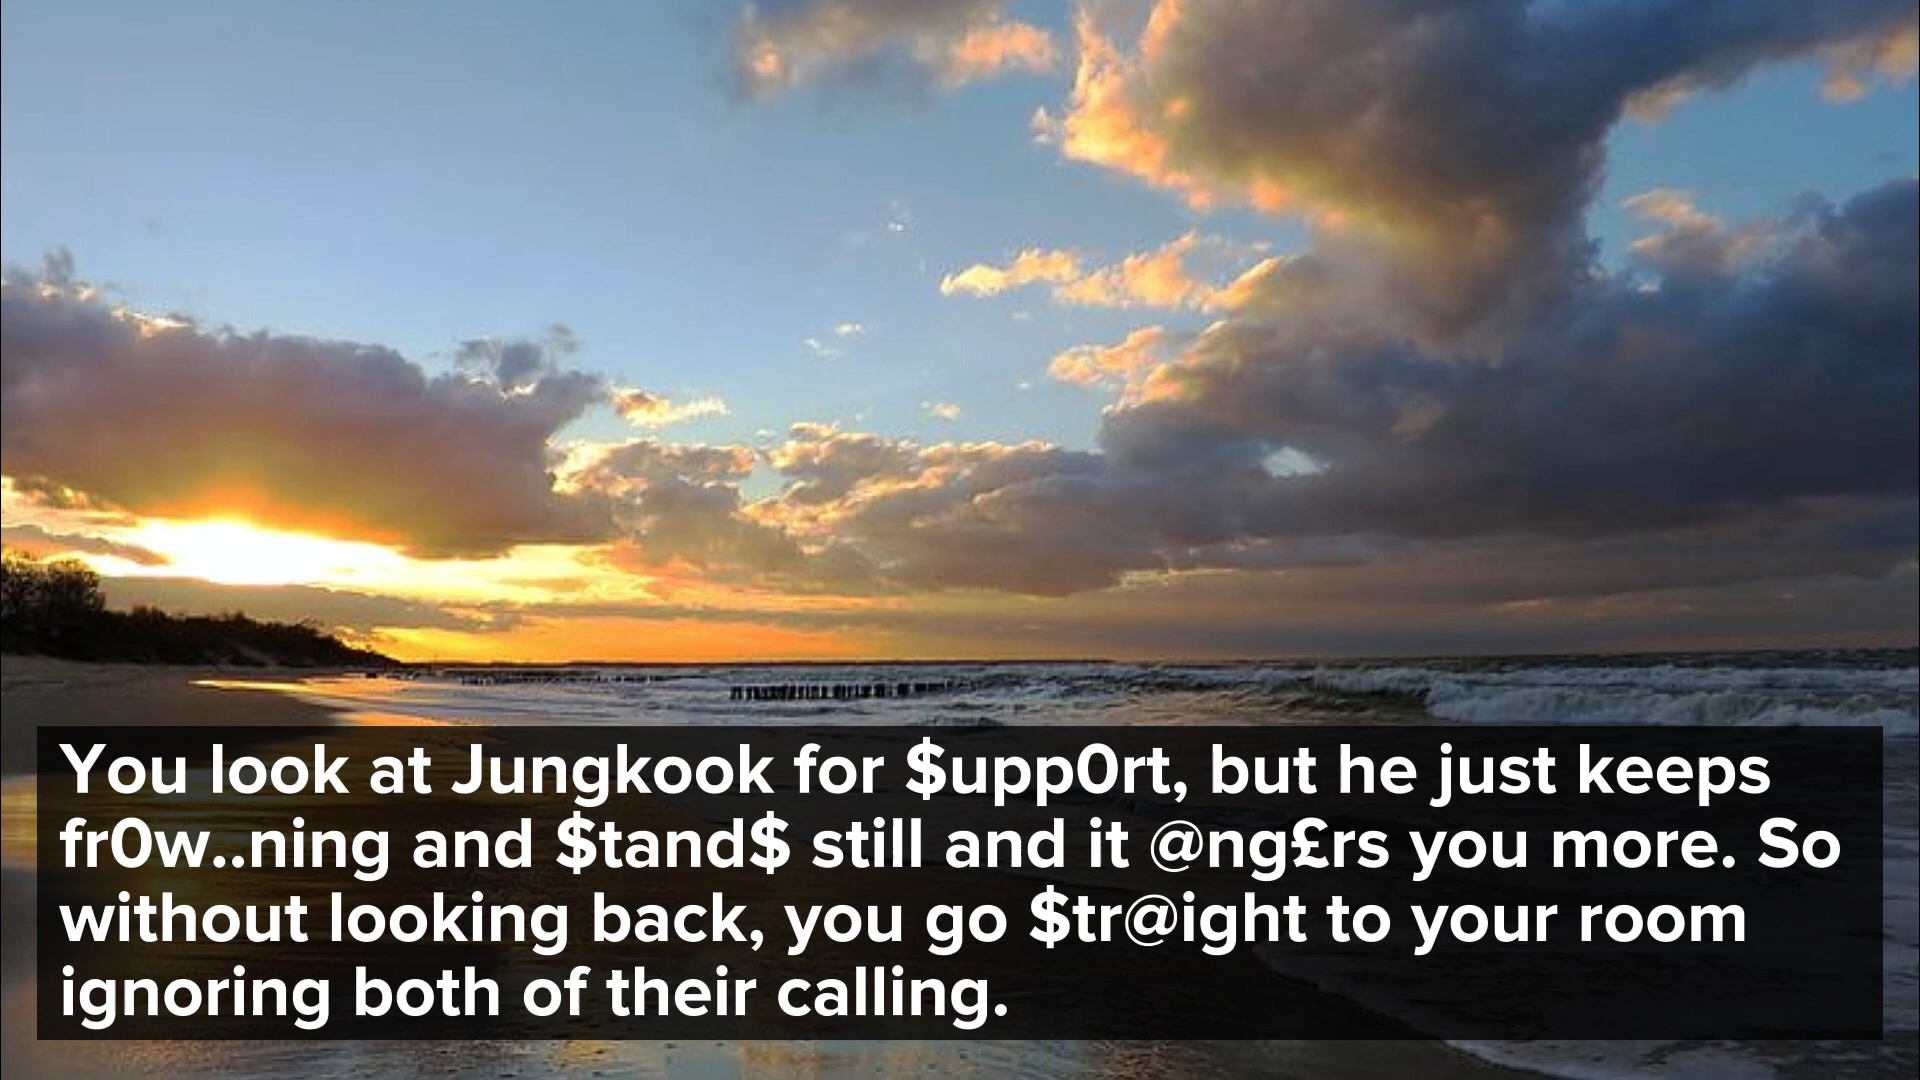 You look at Jungkook for $upp0rt, but he just keeps
fr0w..ning and $tand$ still and it @ng£rs you more. So
without looking back, you go $tr@ight to your room
ignoring both of their calling.